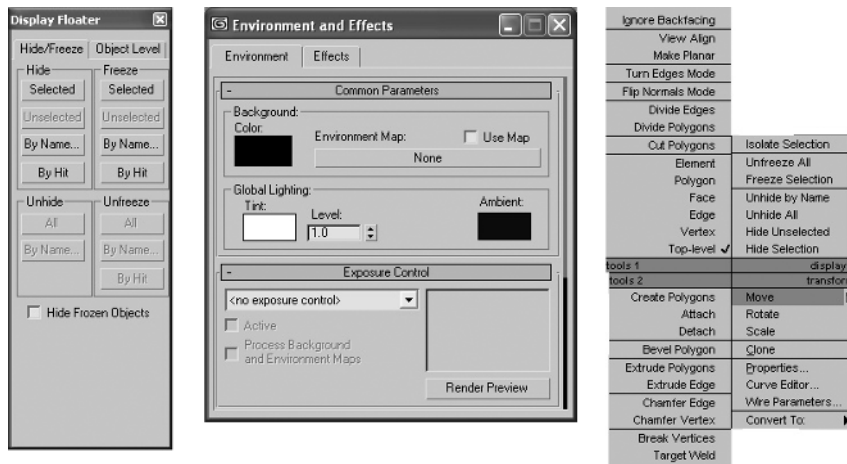 Display Floater
Hide/Freeze Object Level
Hide Freeze
Selected Selected
Unselected Unselected
By Name... By Name...
By Hit By Hit
Unhide Unfreeze
All All
By Name... By Name...
By Hit
Hide Frozen Objects
Environment and Effects
Environment Effects
- Common Parameters
Background:
Color: Environment Map: Use Map
None
Global Lighting:
Tint: Level: Ambient:
1.0
- Exposure Control
<no exposure control>
Active
Process Background
and Environment Maps
Render Preview
Ignore Backfacing
View Align
Make Planar
Turn Edges Mode
Flip Normals Mode
Divide Edges
Divide Polygons
Cut Polygons
Element
Polygon
Face
Edge
Vertex
Top-level ✓
tools 1
tools 2
Create Polygons
Attach
Detach
Bevel Polygon
Extrude Polygons
Extrude Edge
Chamfer Edge
Chamfer Vertex
Break Vertices
Target Weld
Isolate Selection
Unfreeze All
Freeze Selection
Unhide by Name
Unhide All
Hide Unselected
Hide Selection
display
transfor
Move
Rotate
Scale
Clone
Properties...
Curve Editor...
Wire Parameters...
Convert To: